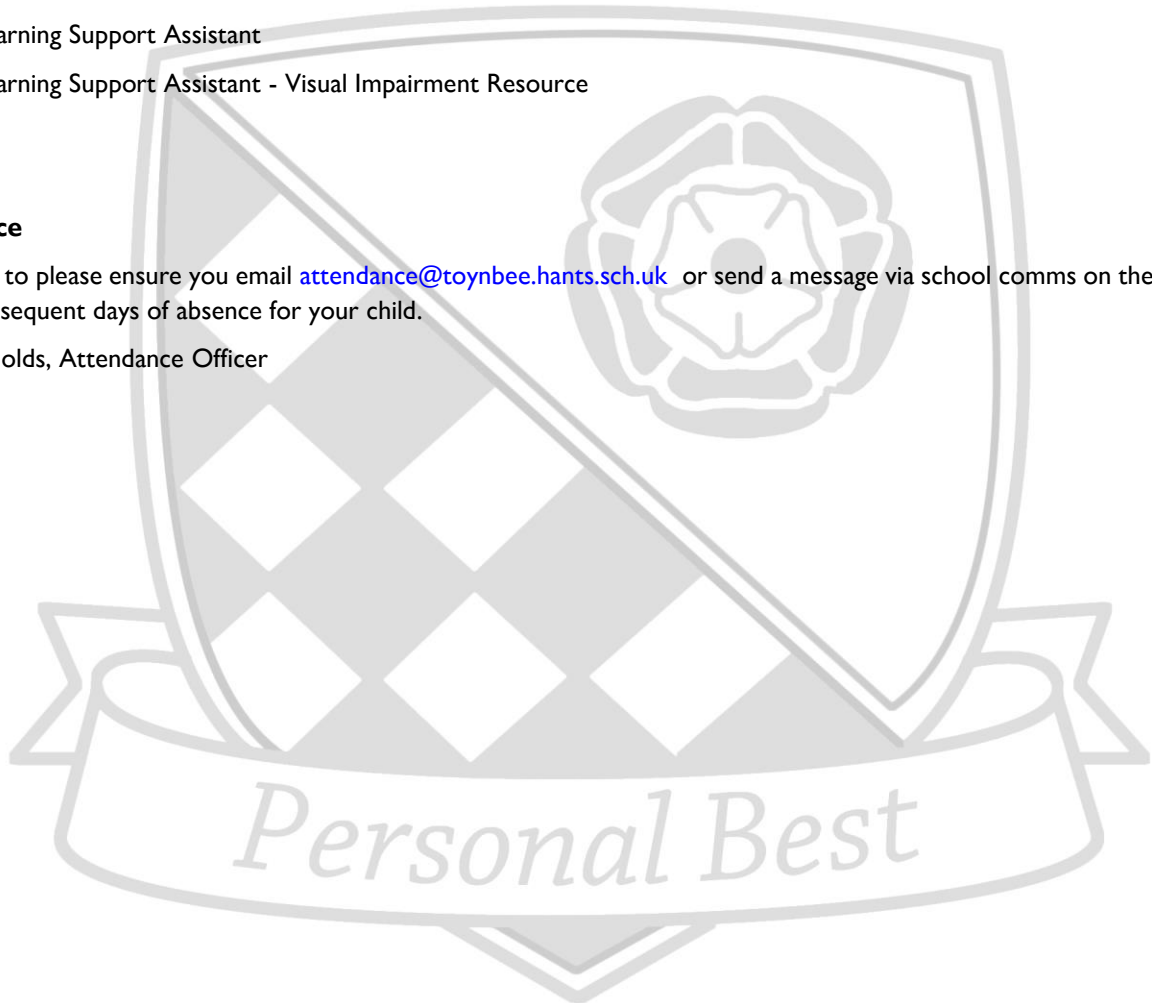 arning Support Assistant
arning Support Assistant - Visual Impairment Resource
ce
to please ensure you email attendance@toynbee.hants.sch.uk or send a message via school comms on the
sequent days of absence for your child.
olds, Attendance Officer
Personal Best